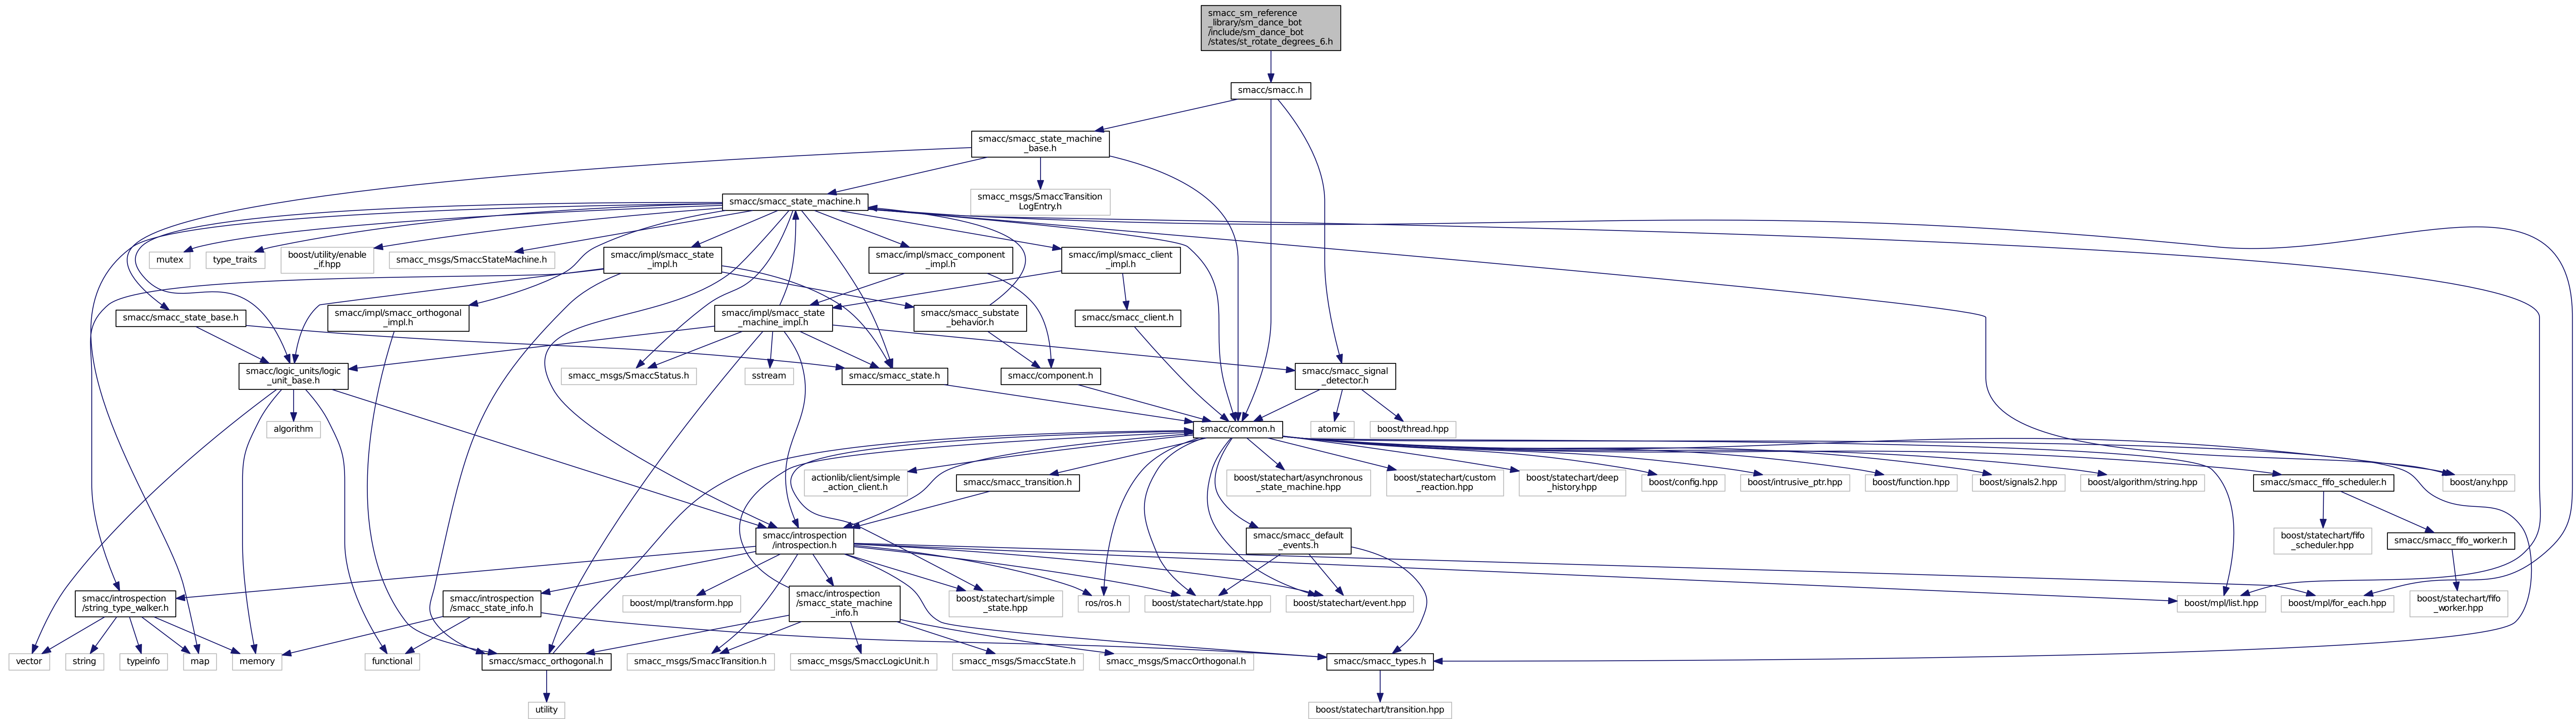 smacc_sm_reference
_library/sm_dance_bot
/include/sm_dance_bot
/states/st_rotate_degrees_6.h
smacc/smacc.h
smacc/smacc_state_machine
_base.h
smacc/smacc_state_machine.h
smacc_msgs/SmaccTransition
LogEntry.h
mutex
type_traits
boost/utility/enable
_if.hpp
smacc_msgs/SmaccStateMachine.h
smacc/impl/smacc_state
_impl.h
smacc/impl/smacc_component
_impl.h
smacc/impl/smacc_client
_impl.h
smacc/smacc_state_base.h
smacc/impl/smacc_orthogonal
_impl.h
smacc/impl/smacc_state
_machine_impl.h
smacc/smacc_substate
_behavior.h
smacc/smacc_client.h
smacc/logic_units/logic
_unit_base.h
smacc_msgs/SmaccStatus.h
sstream
smacc/smacc_state.h
smacc/component.h
smacc/smacc_signal
_detector.h
algorithm
smacc/common.h
atomic
boost/thread.hpp
actionlib/client/simple
_action_client.h
smacc/smacc_transition.h
boost/statechart/asynchronous
_state_machine.hpp
boost/statechart/custom
_reaction.hpp
boost/statechart/deep
_history.hpp
boost/config.hpp
boost/intrusive_ptr.hpp
boost/function.hpp
boost/signals2.hpp
boost/algorithm/string.hpp
smacc/smacc_fifo_scheduler.h
boost/any.hpp
smacc/introspection
/introspection.h
smacc/smacc_default
_events.h
boost/statechart/fifo
_scheduler.hpp
smacc/smacc_fifo_worker.h
smacc/introspection
/string_type_walker.h
smacc/introspection
/smacc_state_info.h
boost/mpl/transform.hpp
smacc/introspection
/smacc_state_machine
_info.h
boost/statechart/simple
_state.hpp
ros/ros.h
boost/statechart/state.hpp
boost/statechart/event.hpp
boost/mpl/list.hpp
boost/mpl/for_each.hpp
boost/statechart/fifo
_worker.hpp
vector
string
typeinfo
map
memory
functional
smacc/smacc_orthogonal.h
smacc_msgs/SmaccTransition.h
smacc_msgs/SmaccLogicUnit.h
smacc_msgs/SmaccState.h
smacc_msgs/SmaccOrthogonal.h
smacc/smacc_types.h
utility
boost/statechart/transition.hpp